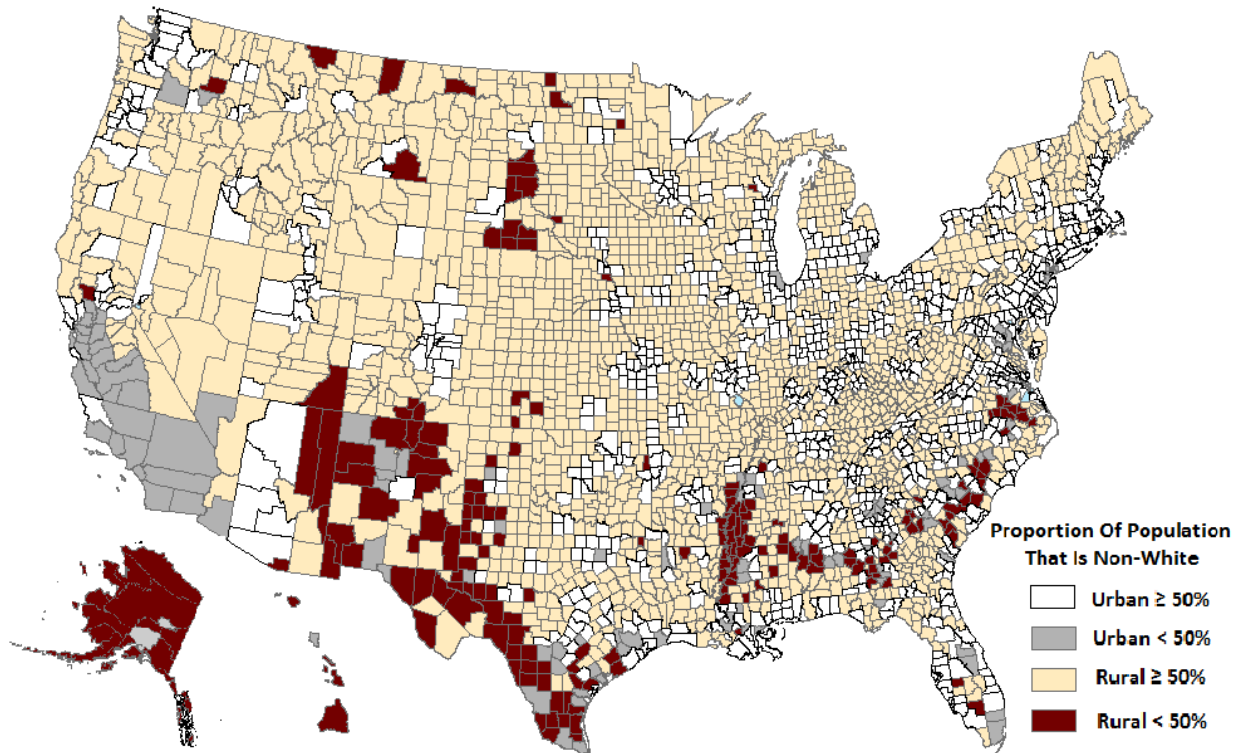 Proportion Of Population
That Is Non-White
Urban ≥ 50%
Urban < 50%
Rural ≥ 50%
Rural < 50%